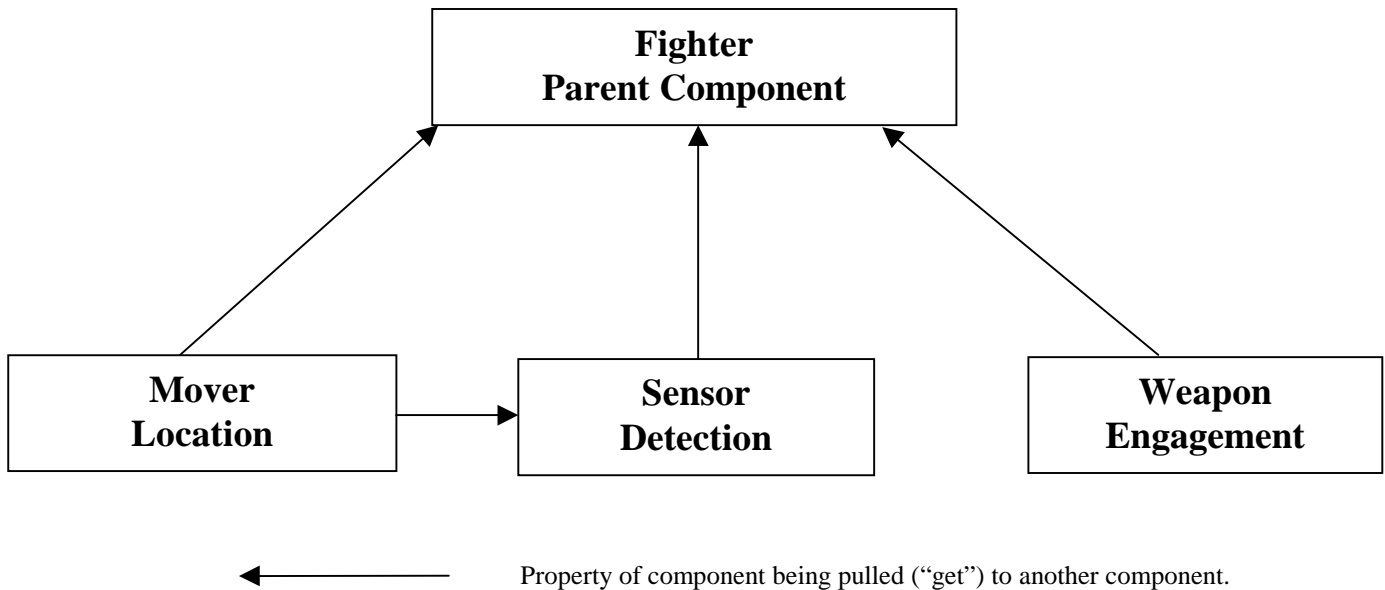 Fighter
Parent Component
Mover
Location
Sensor
Detection
Weapon
Engagement
Property of component being pulled (“get”) to another component.